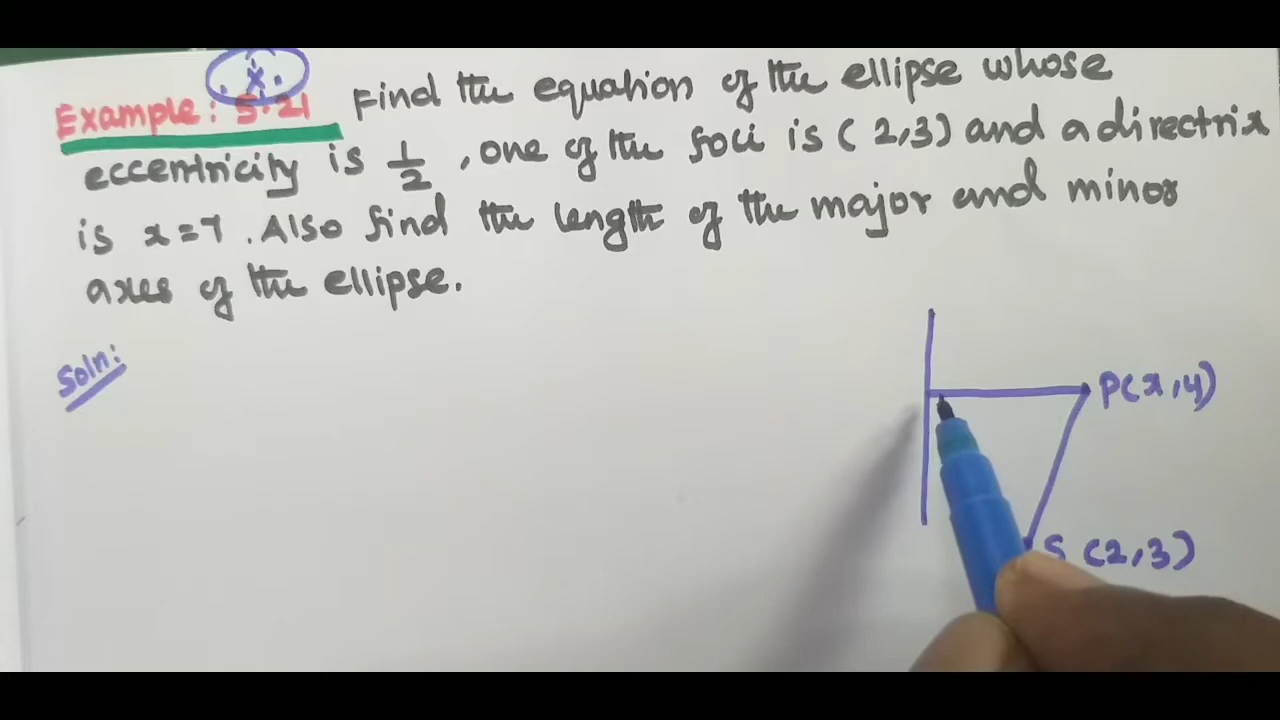 Example: 5.21 Find the equation of the ellipse whose
eccentricity is 1/2, one of the foci is (2,3) and a directrix
is x=7. Also find the length of the major and minor
axes of the ellipse.
Soln:
P(x,y)
S (2,3)